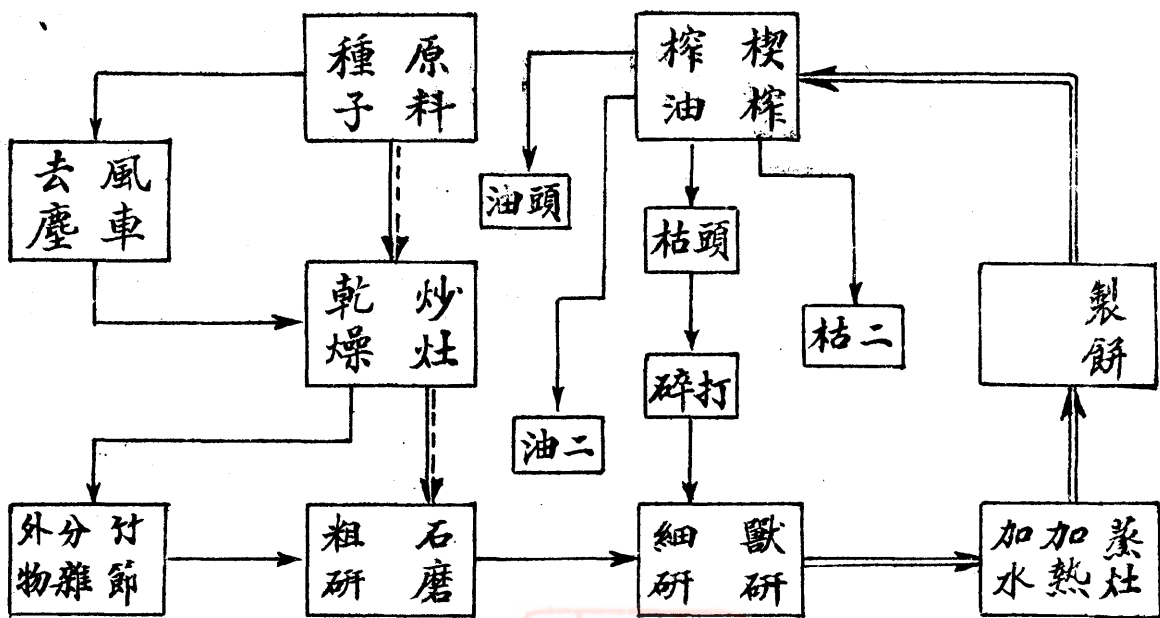 原料
種子
楔榨
榨油
風車
去塵
頭油
頭枯
炒灶
乾燥
二枯
製餅
打碎
二油
竹節
分雜
外物
石磨
粗研
獸研
細研
蒸灶
加熱
加水